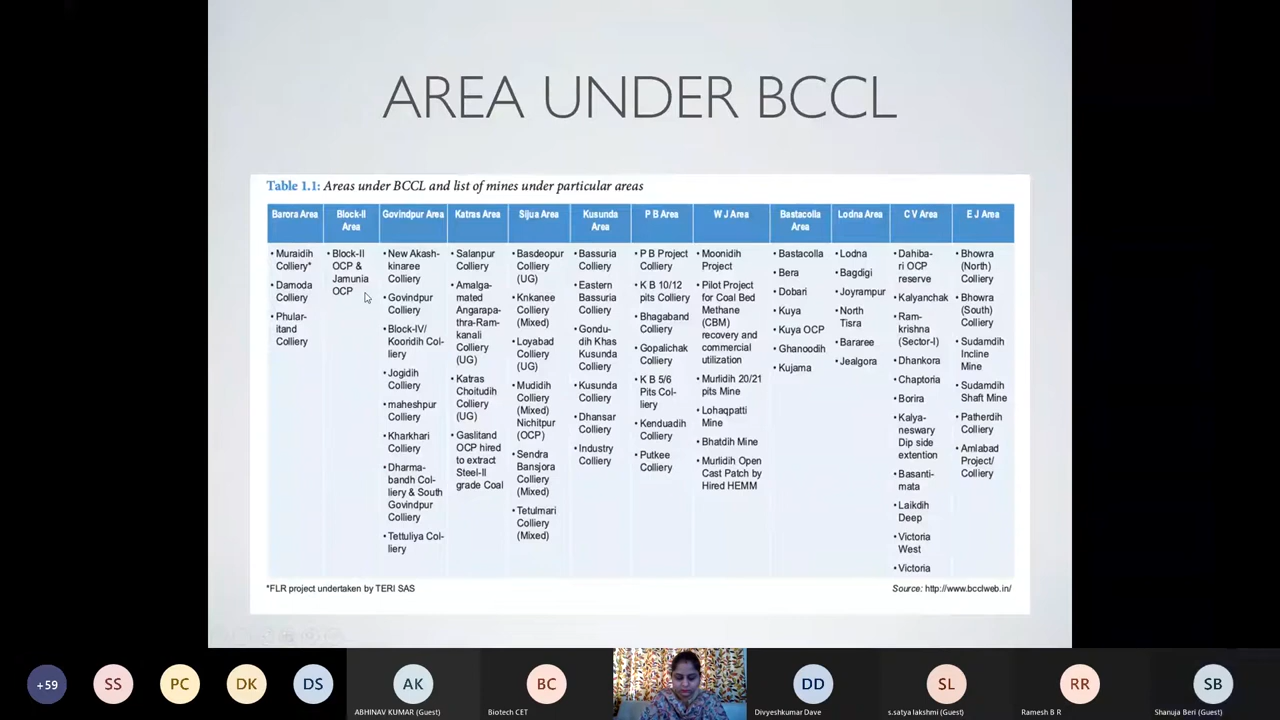 AREA UNDER BCCL
Table 1.1: Areas under BCCL and list of mines under particular areas
Barora Area
• Muraidih
Colliery*
• Damoda
Colliery
• Phular-
itand
Colliery
Block-II
Area
• Block-II
OCP &
Jamunia
OCP
Govindpur Area
• New Akash-
kinaree
Colliery
• Govindpur
Colliery
• Block-IV/
Kooridih Col-
liery
• Jogidih
Colliery
• maheshpur
Colliery
• Kharkhari
Colliery
• Dharma-
bandh Col-
liery & South
Govindpur
Colliery
• Tettuliya Col-
liery
Katras Area
• Salanpur
Colliery
• Amalga-
mated
Angarapa-
thra-Ram-
kanali
Colliery
(UG)
• Katras
Choitudih
Colliery
(UG)
• Gaslitand
OCP hired
to extract
Steel-II
grade Coal
Sijua Area
• Basdeopur
Colliery
(UG)
• Knkanee
Colliery
(Mixed)
• Loyabad
Colliery
(UG)
• Mudidih
Colliery
(Mixed)
Nichitpur
(OCP)
• Sendra
Bansjora
Colliery
(Mixed)
• Tetulmari
Colliery
(Mixed)
Kusunda
Area
• Bassuria
Colliery
• Eastern
Bassuria
Colliery
• Gondu-
dih Khas
Kusunda
Colliery
• Kusunda
Colliery
• Dhansar
Colliery
• Industry
Colliery
P B Area
• P B Project
Colliery
• K B 10/12
pits Colliery
• Bhagaband
Colliery
• Gopalichak
Colliery
• K B 5/6
Pits Col-
liery
• Kenduadih
Colliery
• Putkee
Colliery
W J Area
• Moonidih
Project
• Pilot Project
for Coal Bed
Methane
(CBM)
recovery and
commercial
utilization
• Murlidih 20/21
pits Mine
• Lohaqpatti
Mine
• Bhatdih Mine
• Murlidih Open
Cast Patch by
Hired HEMM
Bastacolla
Area
• Bastacolla
• Bera
• Dobari
• Kuya
• Kuya OCP
• Ghanoodih
• Kujama
Lodna Area
• Lodna
• Bagdigi
• Joyrampur
• North
Tisra
• Bararee
• Jealgora
C V Area
• Dahiba-
ri OCP
reserve
• Kalyanchak
• Ram-
krishna
(Sector-I)
• Dhankora
• Chaptoria
• Borira
• Kalya-
neswary
Dip side
extention
• Basanti-
mata
• Laikdih
Deep
• Victoria
West
• Victoria
E J Area
• Bhowra
(North)
Colliery
• Bhowra
(South)
Colliery
• Sudamdih
Incline
Mine
• Sudamdih
Shaft Mine
• Patherdih
Colliery
• Amlabad
Project/
Colliery
*FLR project undertaken by TERI SAS
Source: http://www.bcclweb.in/
+59
SS
PC
DK
DS
AK
ABHINAV KUMAR (Guest)
BC
Biotech CET
DD
Divyeshkumar Dave
SL
s.satya lakshmi (Guest)
RR
Ramesh B R
SB
Shanuja Beri (Guest)